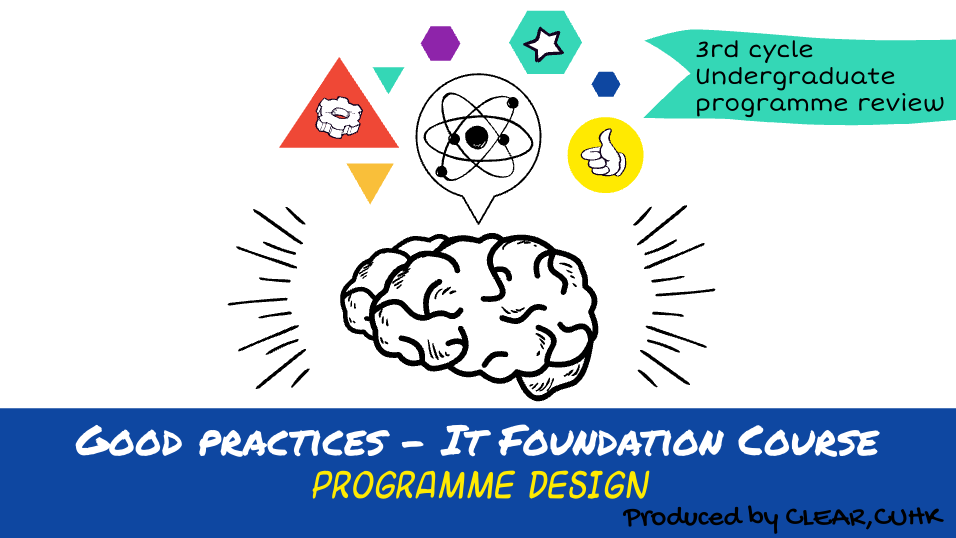 3rd cycle
Undergraduate
programme review
Good practices - It Foundation Course
Programme Design
Produced by CLEAR, CUHK